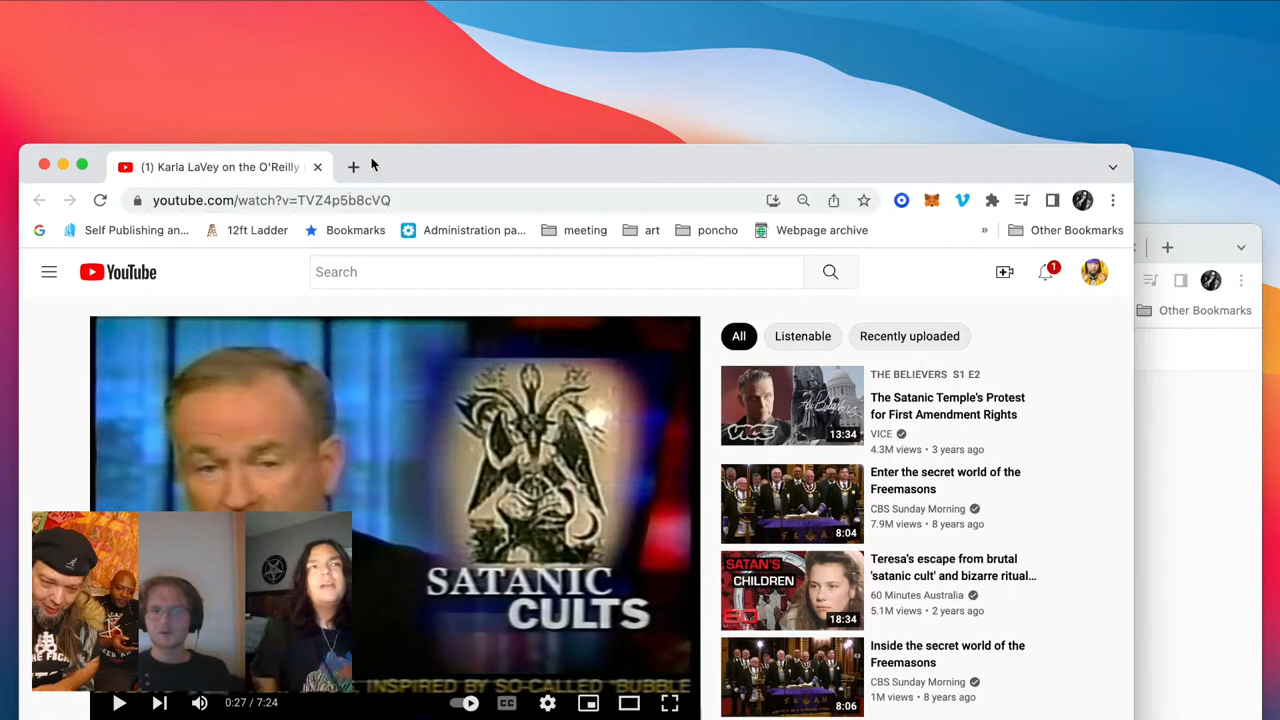 (1) Karla LaVey on the O'Reilly
youtube.com/watch?v=TVZ4p5b8cVQ
Self Publishing an...
12ft Ladder
Bookmarks
Administration pa...
meeting
art
poncho
Webpage archive
»
Other Bookmarks
Other Bookmarks
YouTube
Search
1
All
Listenable
Recently uploaded
THE BELIEVERS S1 E2
The Satanic Temple's Protest
for First Amendment Rights
VICE
4.3M views • 3 years ago
VICE
13:34
Enter the secret world of the
Freemasons
CBS Sunday Morning
7.9M views • 8 years ago
8:04
Teresa's escape from brutal
'satanic cult' and bizarre ritual...
60 Minutes Australia
5.1M views • 2 years ago
SATAN'S
CHILDREN
60
18:34
Inside the secret world of the
Freemasons
CBS Sunday Morning
1M views • 8 years ago
8:06
SATANIC
CULTS
INSPIRED BY SO-CALLED 'BUBBLE
0:27 / 7:24
CC